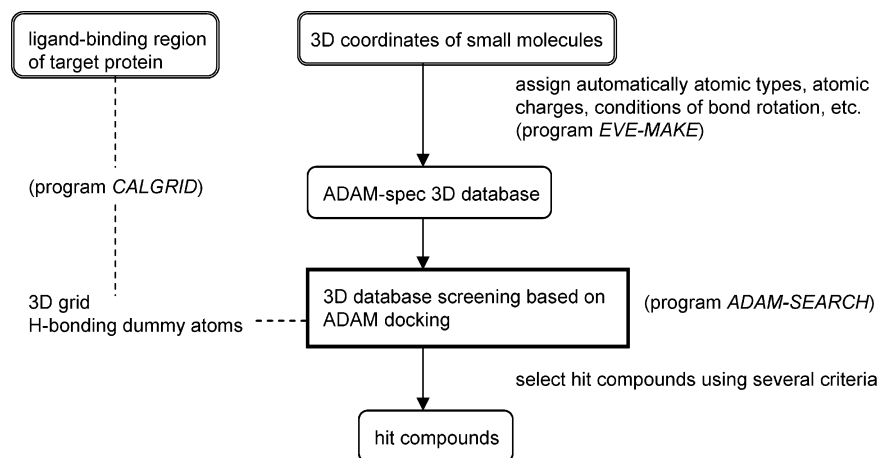 ligand-binding region
of target protein
3D coordinates of small molecules
assign automatically atomic types, atomic
charges, conditions of bond rotation, etc.
(program EVE-MAKE)
(program CALGRID)
ADAM-spec 3D database
3D grid
H-bonding dummy atoms
3D database screening based on
ADAM docking
(program ADAM-SEARCH)
select hit compounds using several criteria
hit compounds